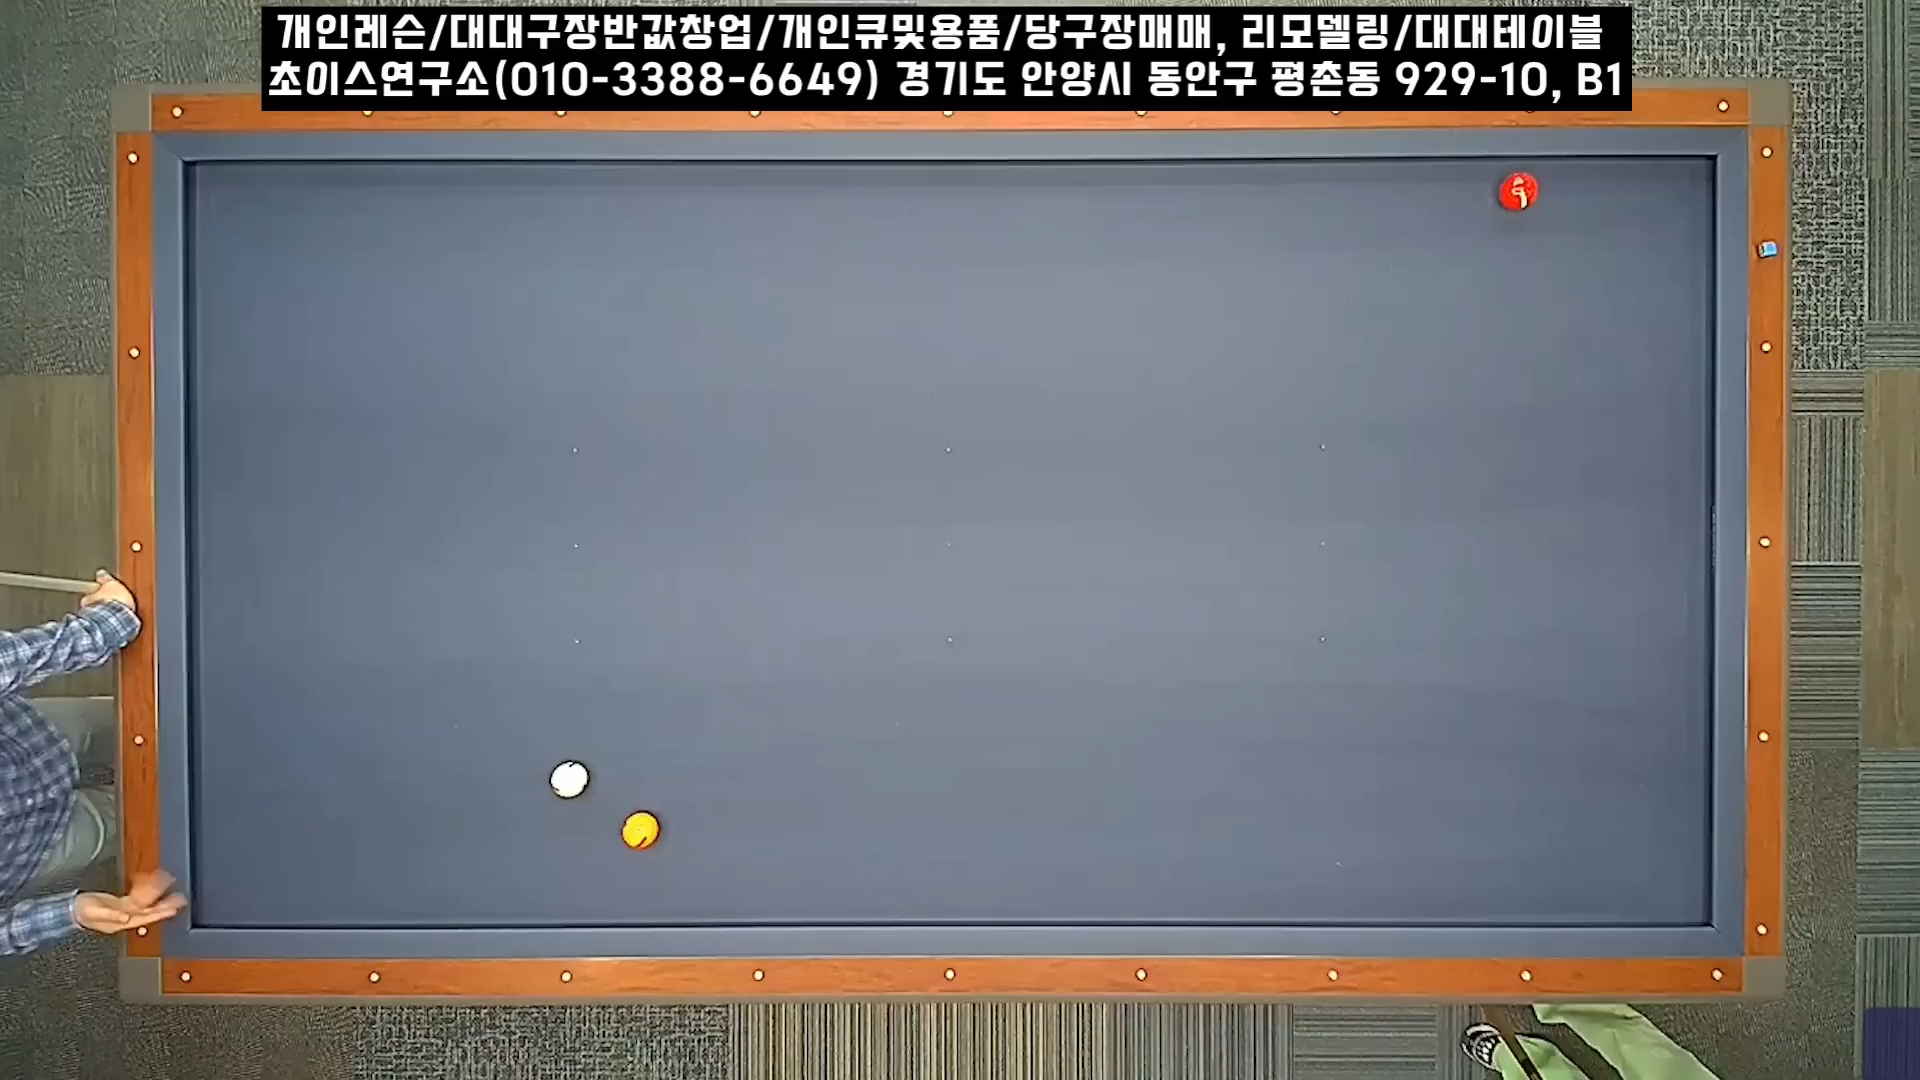 개인레슨/대대구장반값창업/개인큐및용품/당구장매매, 리모델링/대대테이블
초이스연구소(010-3388-6649) 경기도 안양시 동안구 평촌동 929-10, B1